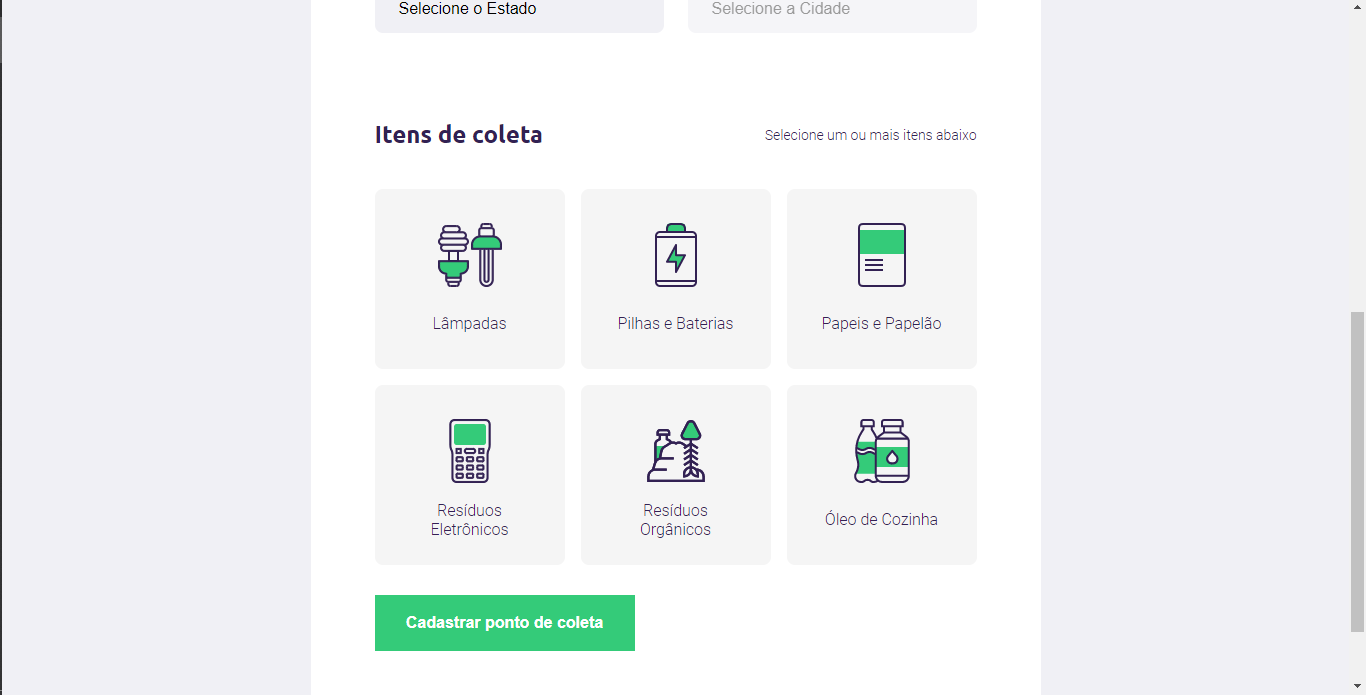 Selecione o Estado
Selecione a Cidade
Itens de coleta
Selecione um ou mais itens abaixo
Lâmpadas
Pilhas e Baterias
Papeis e Papelão
Resíduos
Eletrônicos
Resíduos
Orgânicos
Óleo de Cozinha
Cadastrar ponto de coleta